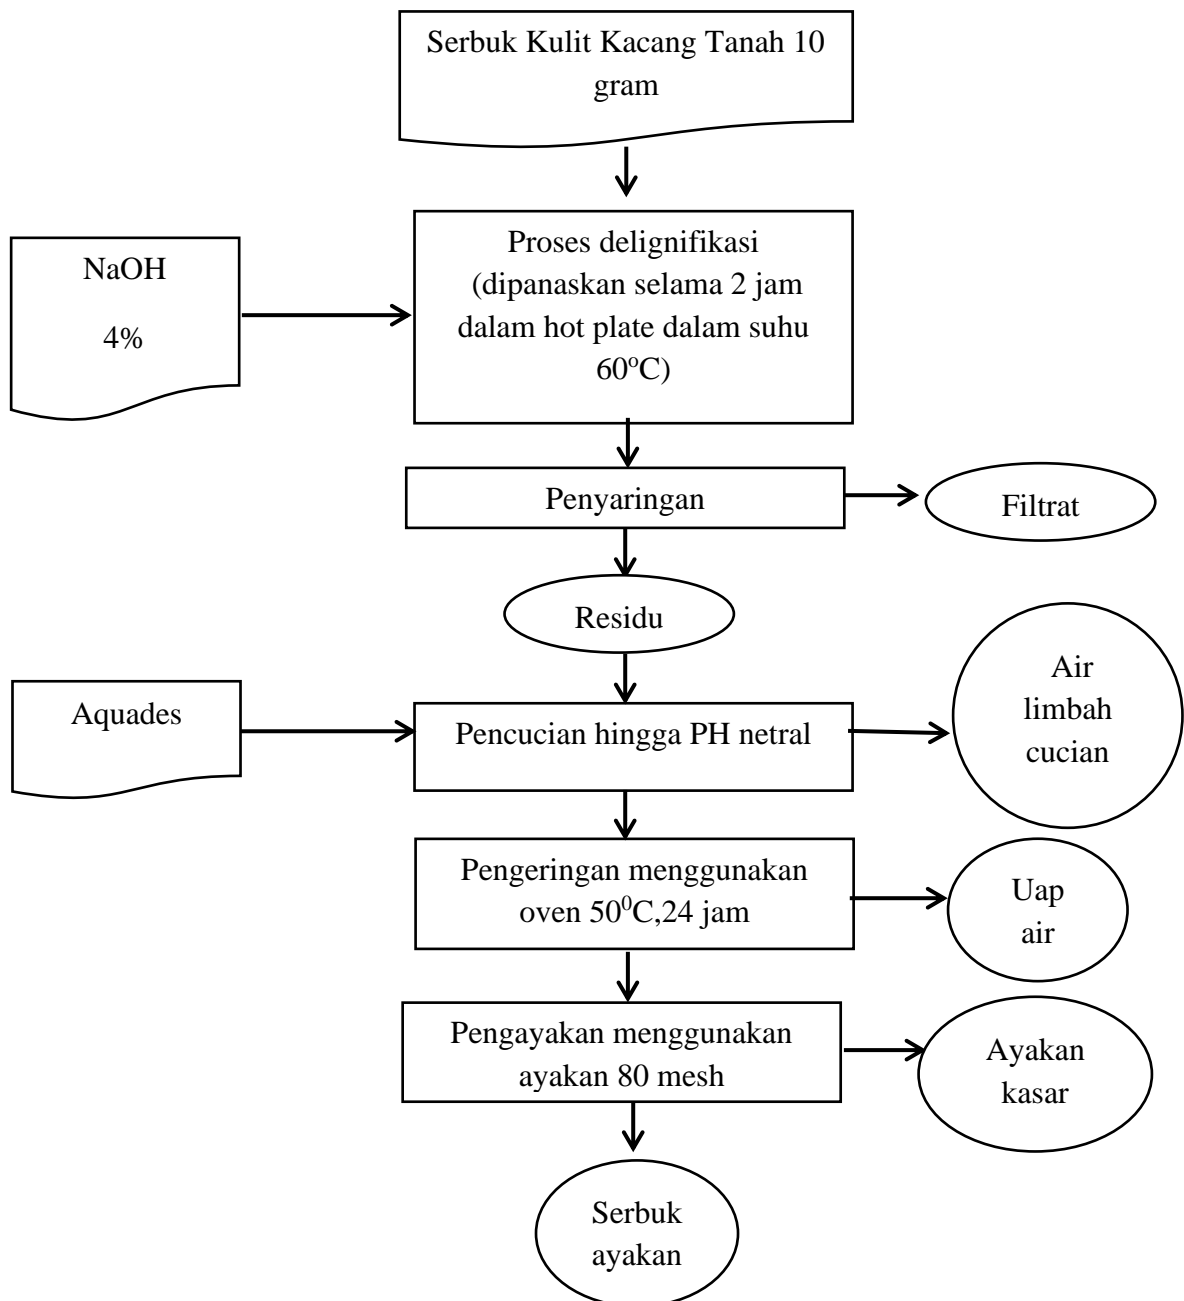 Serbuk Kulit Kacang Tanah 10
gram
Proses delignifikasi
(dipanaskan selama 2 jam
dalam hot plate dalam suhu
60ºC)
NaOH
4%
Penyaringan
Filtrat
Residu
Aquades
Pencucian hingga PH netral
Air
limbah
cucian
Pengeringan menggunakan
oven 50⁰C,24 jam
Uap
air
Pengayakan menggunakan
ayakan 80 mesh
Ayakan
kasar
Serbuk
ayakan